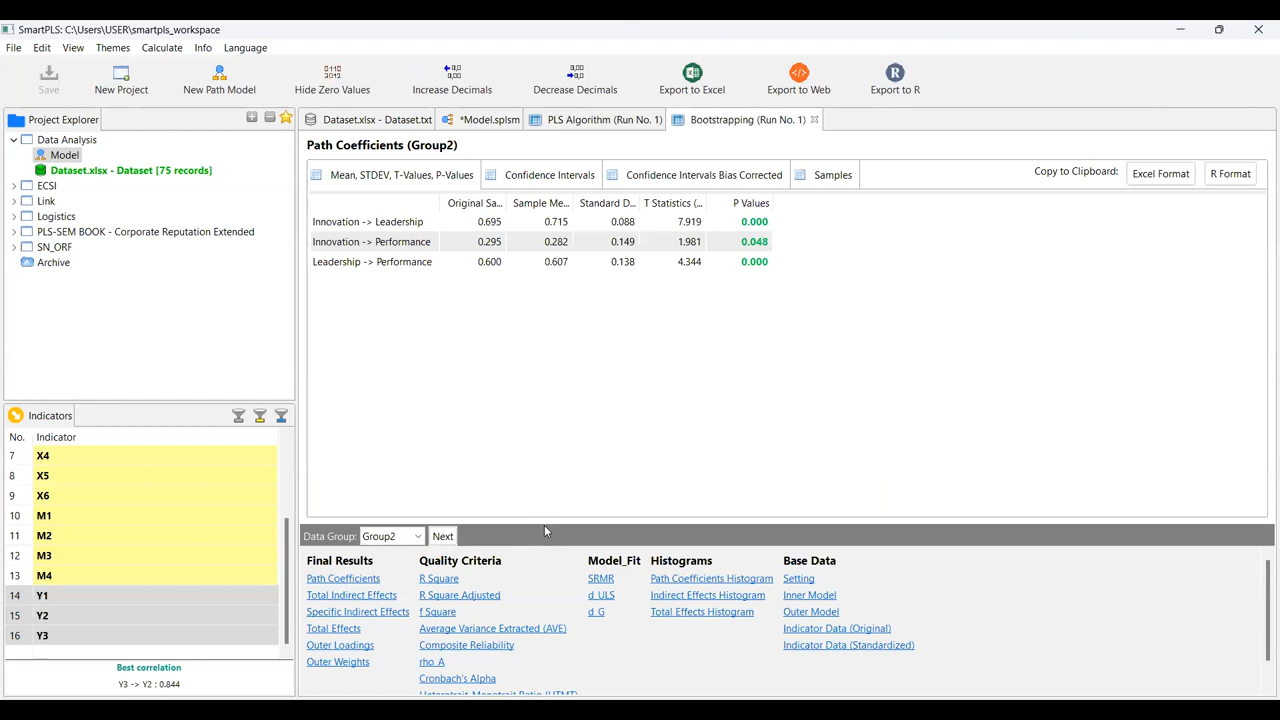 SmartPLS: C:\Users\USER\smartpls_workspace
File Edit View Themes Calculate Info Language
Save New Project New Path Model Hide Zero Values Increase Decimals Decrease Decimals Export to Excel Export to Web Export to R
Project Explorer
Data Analysis
Model
Dataset.xlsx - Dataset [75 records]
ECSI
Link
Logistics
PLS-SEM BOOK - Corporate Reputation Extended
SN_ORF
Archive
Indicators
No. Indicator
7 X4
8 X5
9 X6
10 M1
11 M2
12 M3
13 M4
14 Y1
15 Y2
16 Y3
Best correlation
Y3 -> Y2 : 0.844
Dataset.xlsx - Dataset.txt *Model.splsm PLS Algorithm (Run No. 1) Bootstrapping (Run No. 1)
Path Coefficients (Group2)
Mean, STDEV, T-Values, P-Values Confidence Intervals Confidence Intervals Bias Corrected Samples Copy to Clipboard: Excel Format R Format
Original Sa... Sample Me... Standard D... T Statistics (... P Values
Innovation -> Leadership 0.695 0.715 0.088 7.919 0.000
Innovation -> Performance 0.295 0.282 0.149 1.981 0.048
Leadership -> Performance 0.600 0.607 0.138 4.344 0.000
Data Group: Group2 Next
Final Results Quality Criteria Model_Fit Histograms Base Data
Path Coefficients R Square SRMR Path Coefficients Histogram Setting
Total Indirect Effects R Square Adjusted d_ULS Indirect Effects Histogram Inner Model
Specific Indirect Effects f Square d_G Total Effects Histogram Outer Model
Total Effects Average Variance Extracted (AVE) Indicator Data (Original)
Outer Loadings Composite Reliability Indicator Data (Standardized)
Outer Weights rho_A
Cronbach's Alpha
Heterotrait-Monotrait Ratio (HTMT)